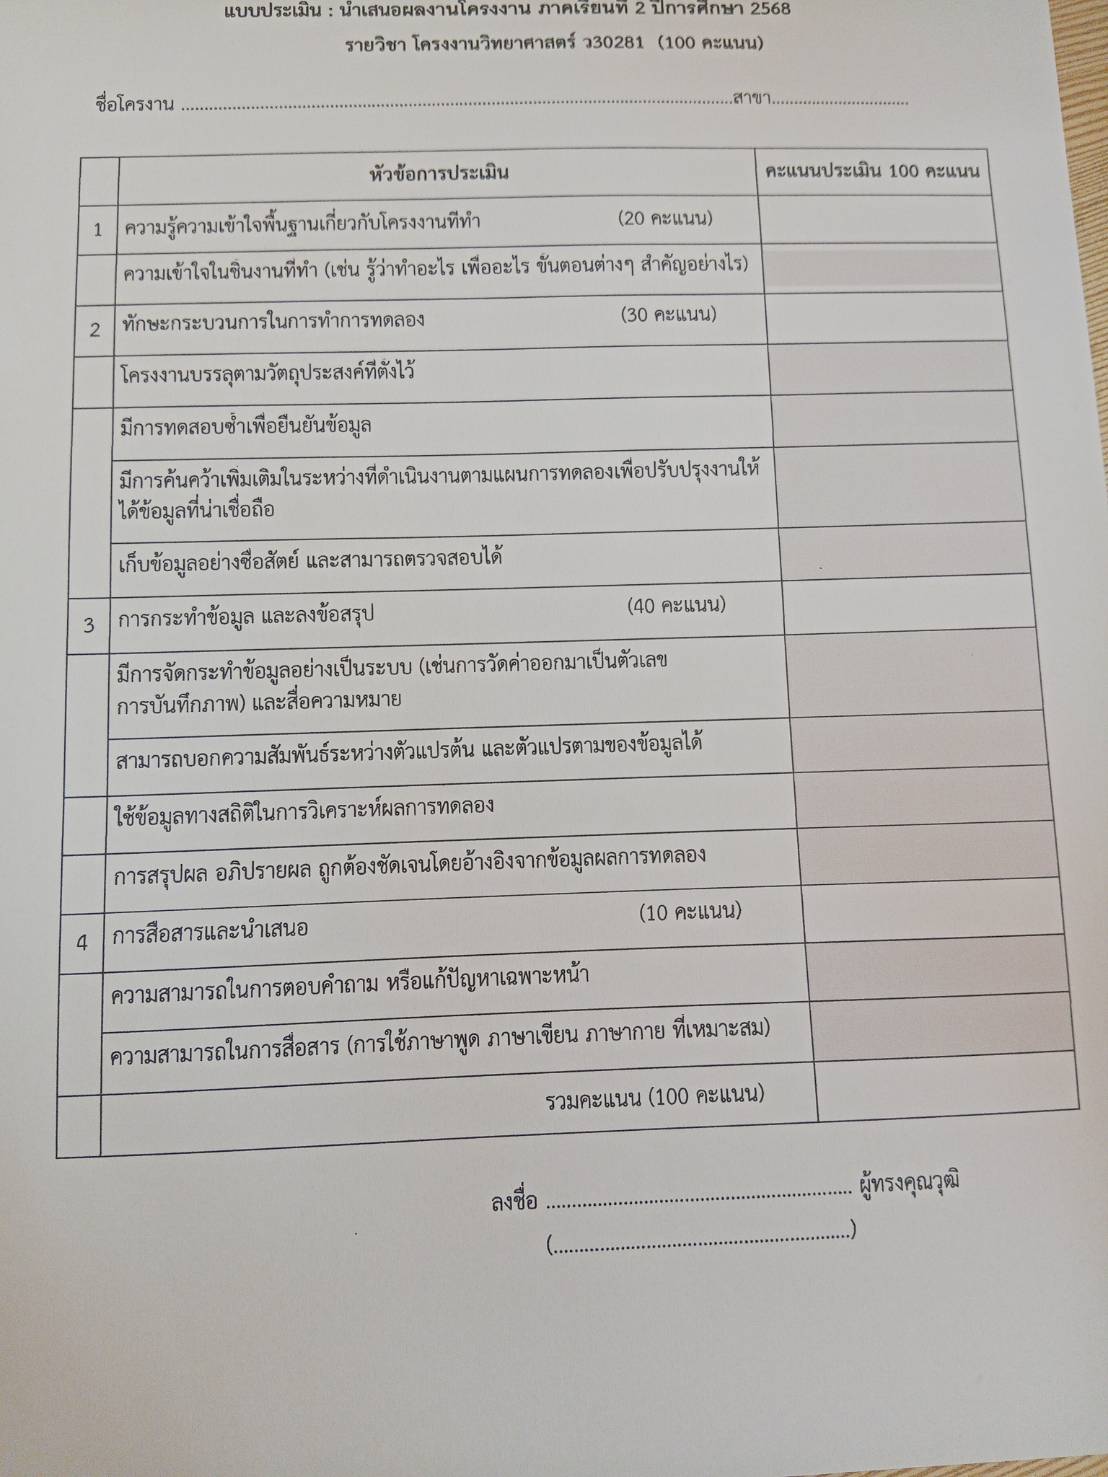 แบบประเมิน : นำเสนอผลงานโครงงาน ภาคเรียนที่ 2 ปีการศึกษา 2568
รายวิชา โครงงานวิทยาศาสตร์ ว30281 (100 คะแนน)
ชื่อโครงงาน ........................................ สาขา..............................
หัวข้อการประเมิน คะแนนประเมิน 100 คะแนน
1 ความรู้ความเข้าใจพื้นฐานเกี่ยวกับโครงงานที่ทำ (20 คะแนน)
ความเข้าใจในชิ้นงานที่ทำ (เช่น รู้ว่าทำอะไร เพื่ออะไร ขั้นตอนต่างๆ สำคัญอย่างไร)
2 ทักษะกระบวนการในการทำการทดลอง (30 คะแนน)
โครงงานบรรลุตามวัตถุประสงค์ที่ตั้งไว้
มีการทดสอบซ้ำเพื่อยืนยันข้อมูล
มีการค้นคว้าเพิ่มเติมในระหว่างที่ดำเนินงานตามแผนการทดลองเพื่อปรับปรุงงานให้
ได้ข้อมูลที่น่าเชื่อถือ
เก็บข้อมูลอย่างซื่อสัตย์ และสามารถตรวจสอบได้
3 การกระทำข้อมูล และลงข้อสรุป (40 คะแนน)
มีการจัดกระทำข้อมูลอย่างเป็นระบบ (เช่นการวัดค่าออกมาเป็นตัวเลข
การบันทึกภาพ) และสื่อความหมาย
สามารถบอกความสัมพันธ์ระหว่างตัวแปรต้น และตัวแปรตามของข้อมูลได้
ใช้ข้อมูลทางสถิติในการวิเคราะห์ผลการทดลอง
การสรุปผล อภิปรายผล ถูกต้องชัดเจนโดยอ้างอิงจากข้อมูลผลการทดลอง
4 การสื่อสารและนำเสนอ (10 คะแนน)
ความสามารถในการตอบคำถาม หรือแก้ปัญหาเฉพาะหน้า
ความสามารถในการสื่อสาร (การใช้ภาษาพูด ภาษาเขียน ภาษากาย ที่เหมาะสม)
รวมคะแนน (100 คะแนน)
ลงชื่อ ........................................ ผู้ทรงคุณวุฒิ
(........................................)